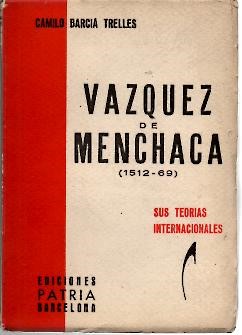 CAMILO BARCIA TRELLES
VAZQUEZ
DE
MENCHACA
(1512-69)
SUS TEORIAS
INTERNACIONALES
EDICIONES
PATRIA
BARCELONA